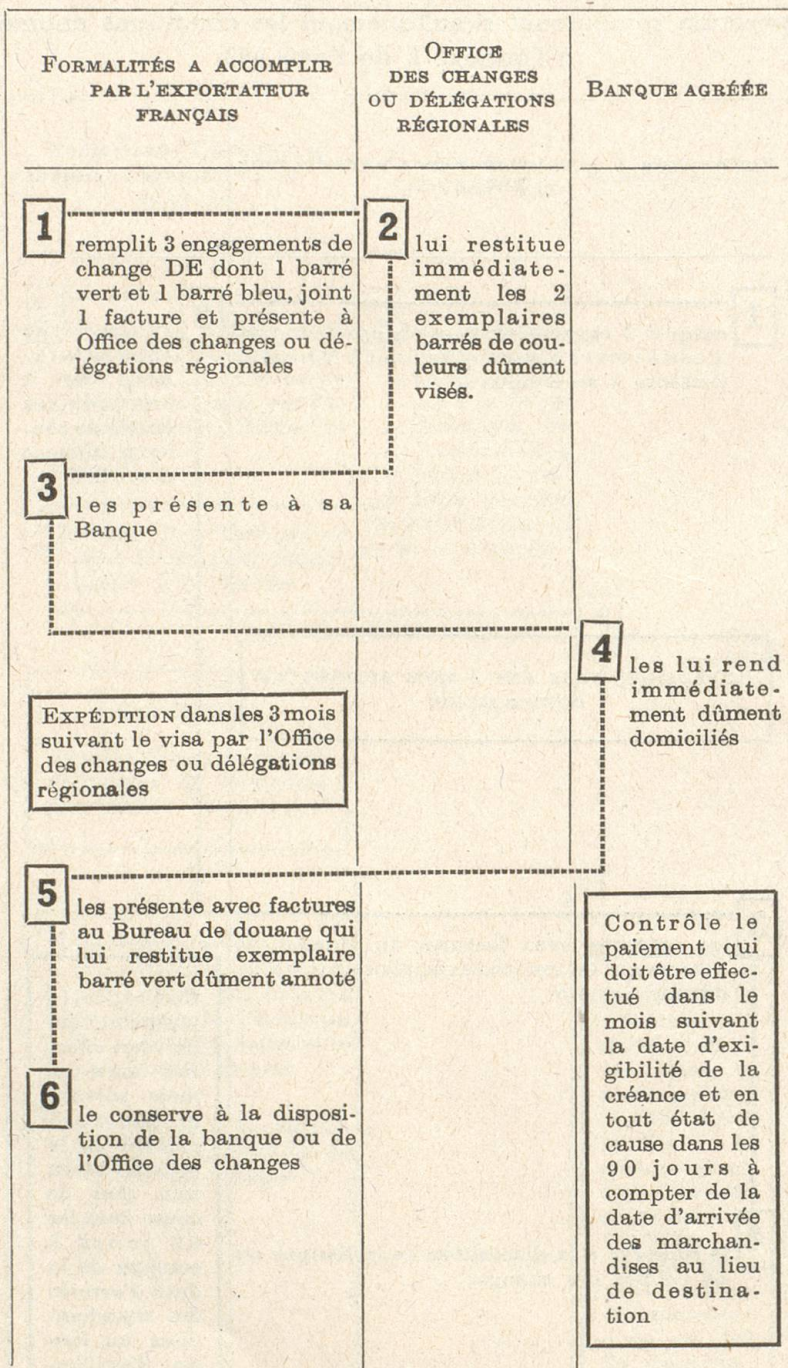 FORMALITÉS A ACCOMPLIR
PAR L'EXPORTATEUR
FRANÇAIS
OFFICE
DES CHANGES
OU DÉLÉGATIONS
RÉGIONALES
BANQUE AGRÉÉE
1
remplit 3 engagements de
change DE dont 1 barré
vert et 1 barré bleu, joint
1 facture et présente à
Office des changes ou dé-
légations régionales
2
lui restitue
immédiate-
ment les 2
exemplaires
barrés de cou-
leurs dûment
visés.
3
les présente à sa
Banque
4
les lui rend
immédiate-
ment dûment
domiciliés
EXPÉDITION dans les 3 mois
suivant le visa par l'Office
des changes ou délégations
régionales
5
les présente avec factures
au Bureau de douane qui
lui restitue exemplaire
barré vert dûment annoté
6
le conserve à la disposi-
tion de la banque ou de
l'Office des changes
Contrôle le
paiement qui
doit être effec-
tué dans le
mois suivant
la date d'exi-
gibilité de la
créance et en
tout état de
cause dans les
90 jours à
compter de la
date d'arrivée
des marchan-
dises au lieu
de destina-
tion